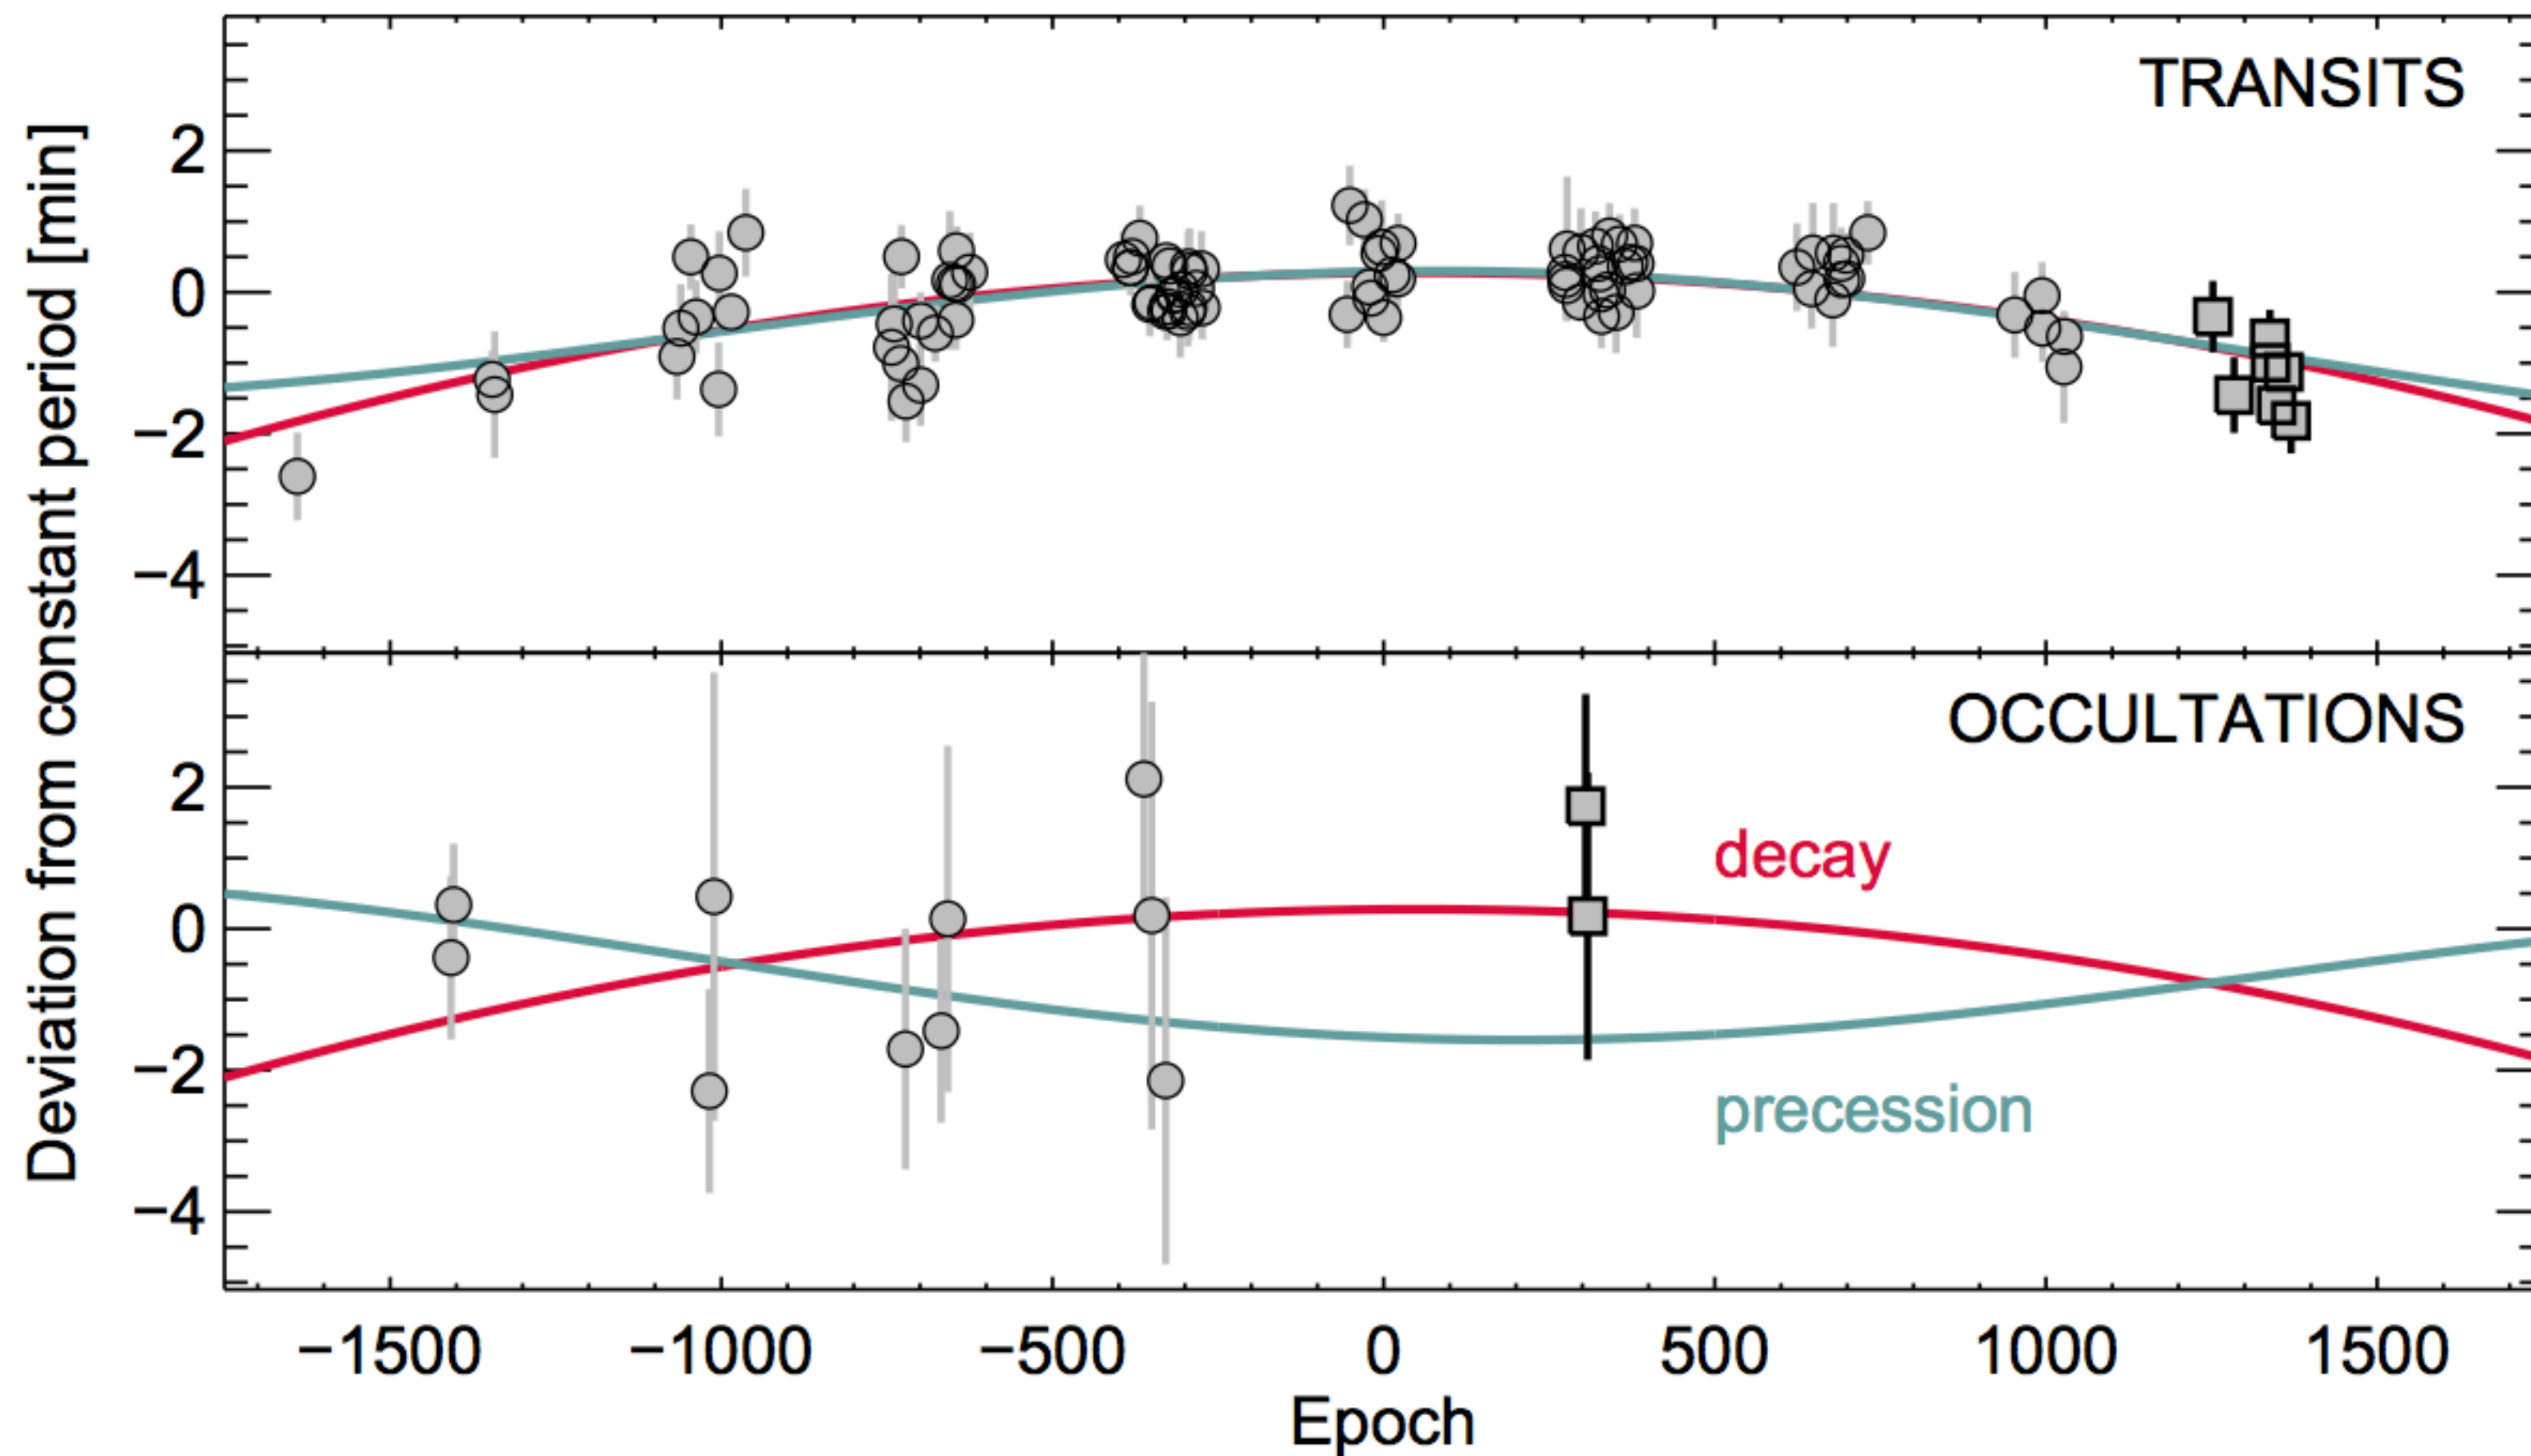 Deviation from constant period [min]
TRANSITS
2
0
−2
−4
OCCULTATIONS
2
0
−2
−4
decay
precession
−1500 −1000 −500 0 500 1000 1500
Epoch